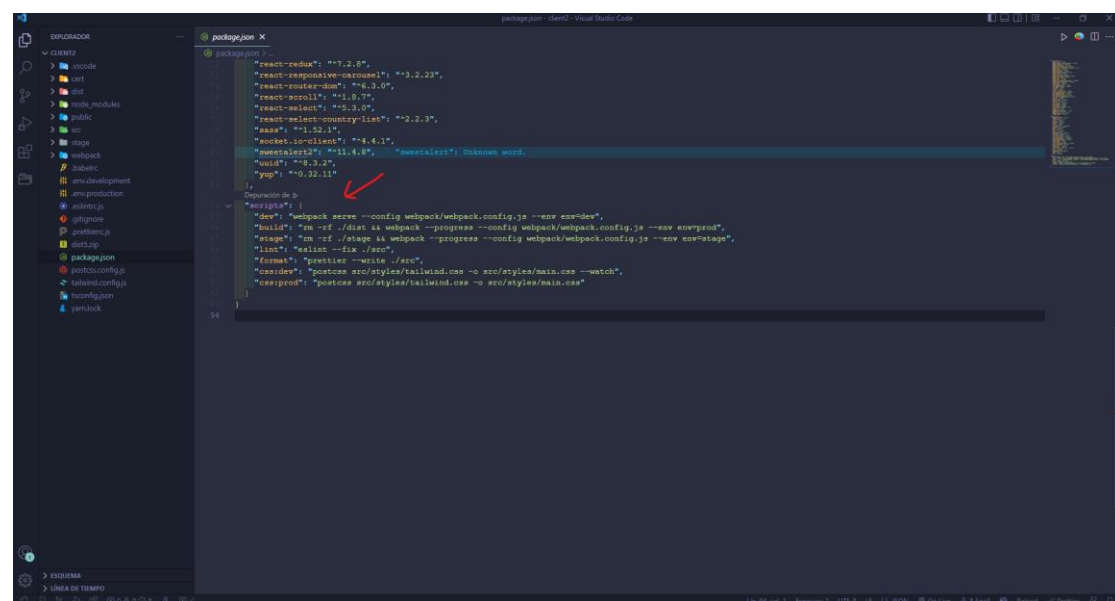 package.json - client2 - Visual Studio Code
EXPLORADOR
CLIENT2
.vscode
cert
dist
node_modules
public
src
stage
webpack
.babelrc
.env.development
.env.production
.eslintrc.js
.gitignore
.prettierrc.js
dist5.zip
package.json
postcss.config.js
tailwind.config.js
tsconfig.json
yarn.lock
ESQUEMA
LÍNEA DE TIEMPO
package.json
package.json > ...
"react-redux": "^7.2.8",
"react-responsive-carousel": "^3.2.23",
"react-router-dom": "^6.3.0",
"react-scroll": "^1.8.7",
"react-select": "^5.3.0",
"react-select-country-list": "^2.2.3",
"sass": "^1.52.1",
"socket.io-client": "^4.4.1",
"sweetalert2": "^11.4.8", "sweetalert": Unknown word.
"uuid": "^8.3.2",
"yup": "^0.32.11"
},
Depuración de
"scripts": {
"dev": "webpack serve --config webpack/webpack.config.js --env env=dev",
"build": "rm -rf ./dist && webpack --progress --config webpack/webpack.config.js --env env=prod",
"stage": "rm -rf ./stage && webpack --progress --config webpack/webpack.config.js --env env=stage",
"lint": "eslint --fix ./src",
"format": "prettier --write ./src",
"css:dev": "postcss src/styles/tailwind.css -o src/styles/main.css --watch",
"css:prod": "postcss src/styles/tailwind.css -o src/styles/main.css"
}
}
94